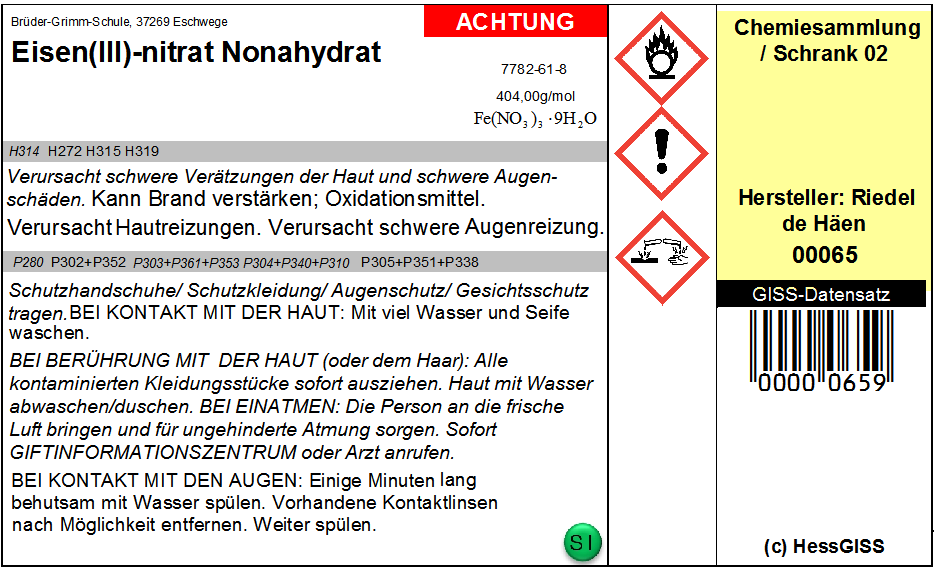 Brüder-Grimm-Schule, 37269 Eschwege
ACHTUNG
Eisen(III)-nitrat Nonahydrat
7782-61-8
404,00g/mol
Fe(NO₃)₃ ·9H₂O
H314 H272 H315 H319
Verursacht schwere Verätzungen der Haut und schwere Augen-
schäden. Kann Brand verstärken; Oxidationsmittel.
Verursacht Hautreizungen. Verursacht schwere Augenreizung.
P280 P302+P352 P303+P361+P353 P304+P340+P310 P305+P351+P338
Schutzhandschuhe/ Schutzkleidung/ Augenschutz/ Gesichtsschutz
tragen. BEI KONTAKT MIT DER HAUT: Mit viel Wasser und Seife
waschen.
BEI BERÜHRUNG MIT DER HAUT (oder dem Haar): Alle
kontaminierten Kleidungsstücke sofort ausziehen. Haut mit Wasser
abwaschen/duschen. BEI EINATMEN: Die Person an die frische
Luft bringen und für ungehinderte Atmung sorgen. Sofort
GIFTINFORMATIONSZENTRUM oder Arzt anrufen.
BEI KONTAKT MIT DEN AUGEN: Einige Minuten lang
behutsam mit Wasser spülen. Vorhandene Kontaktlinsen
nach Möglichkeit entfernen. Weiter spülen.
SI
Chemiesammlung
/ Schrank 02
Hersteller: Riedel
de Häen
00065
GISS-Datensatz
0000 0659
(c) HessGISS